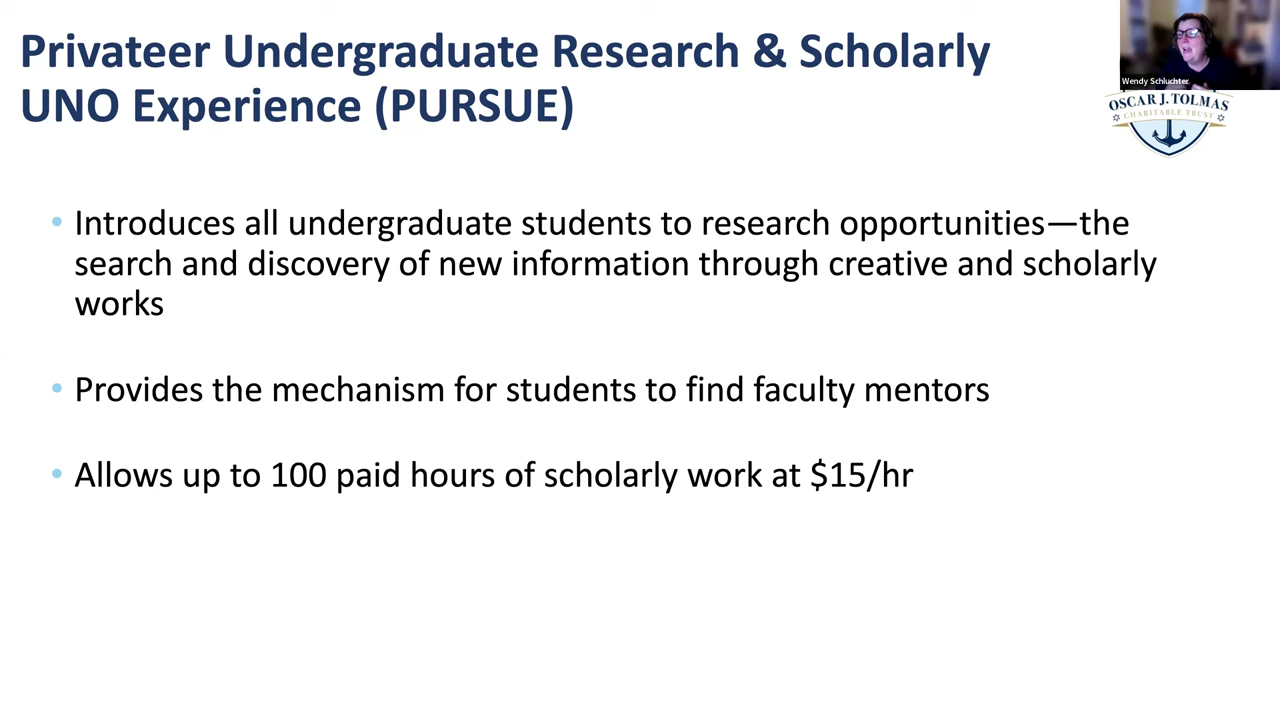 Privateer Undergraduate Research & Scholarly
UNO Experience (PURSUE)
Wendy Schluchter
OSCAR J. TOLMAS
CHARITABLE TRUST
• Introduces all undergraduate students to research opportunities—the
search and discovery of new information through creative and scholarly
works
• Provides the mechanism for students to find faculty mentors
• Allows up to 100 paid hours of scholarly work at $15/hr